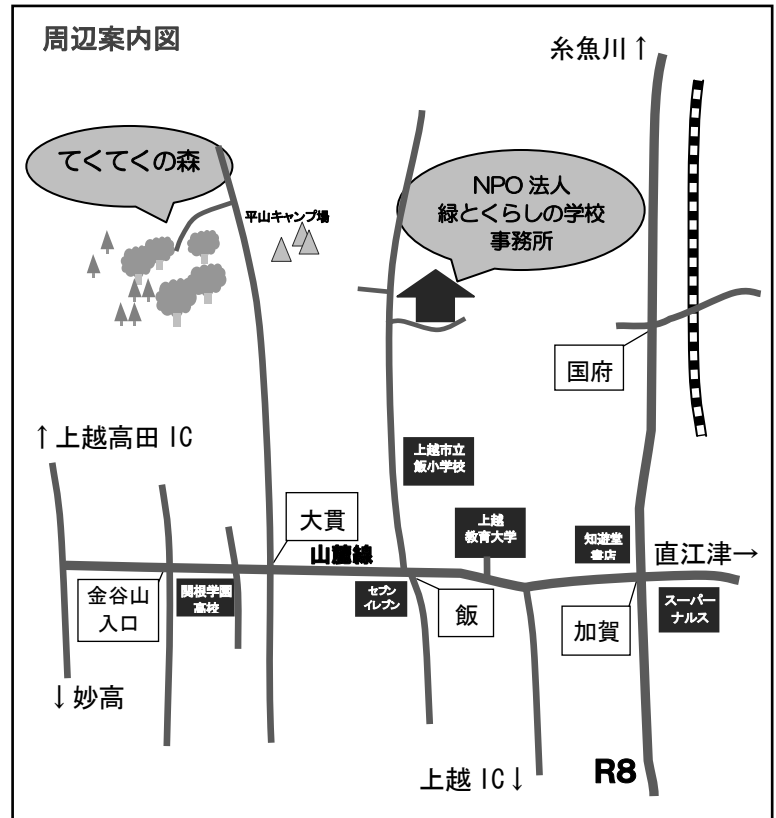 周辺案内図
糸魚川↑
てくてくの森
NPO 法人
緑とくらしの学校
事務所
平山キャンプ場
国府
↑上越高田 IC
上越市立
飯小学校
大貫
上越
教育大学
知遊堂
書店
山麓線
直江津→
金谷山
入口
関根学園
高校
セブン
イレブン
飯
加賀
スーパー
ナルス
↓妙高
上越 IC↓
R8